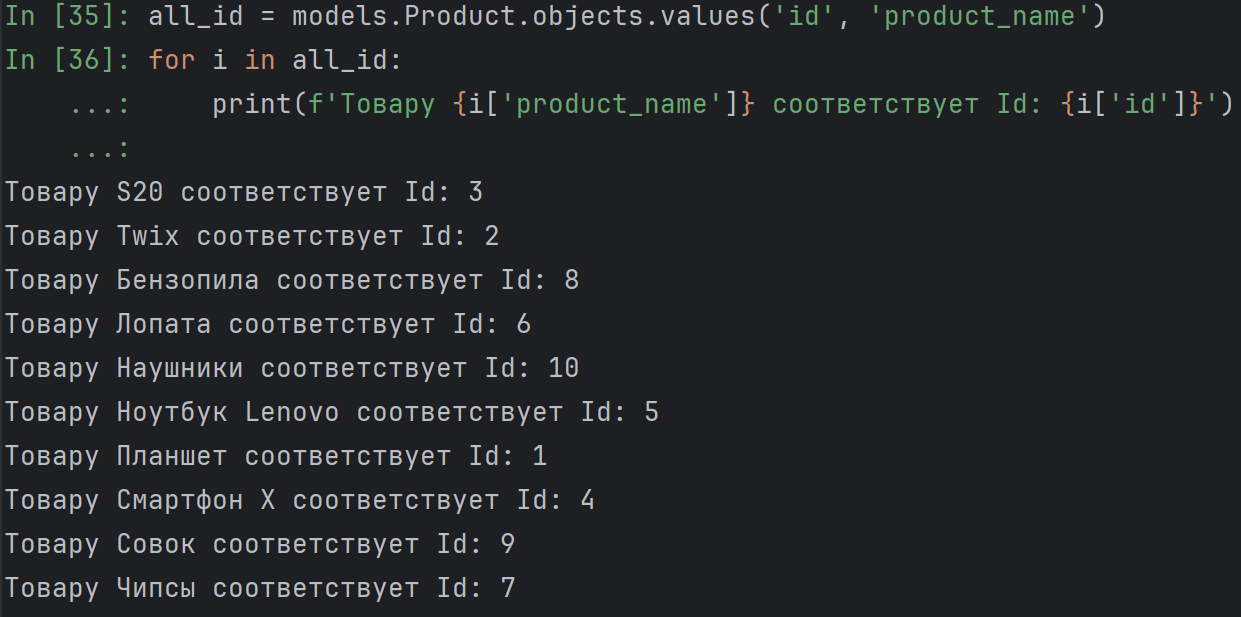 In [35]: all_id = models.Product.objects.values('id', 'product_name')
In [36]: for i in all_id:
    ...:     print(f'Товару {i['product_name']} соответствует Id: {i['id']}')
    ...:
Товару S20 соответствует Id: 3
Товару Twix соответствует Id: 2
Товару Бензопила соответствует Id: 8
Товару Лопата соответствует Id: 6
Товару Наушники соответствует Id: 10
Товару Ноутбук Lenovo соответствует Id: 5
Товару Планшет соответствует Id: 1
Товару Смартфон X соответствует Id: 4
Товару Совок соответствует Id: 9
Товару Чипсы соответствует Id: 7